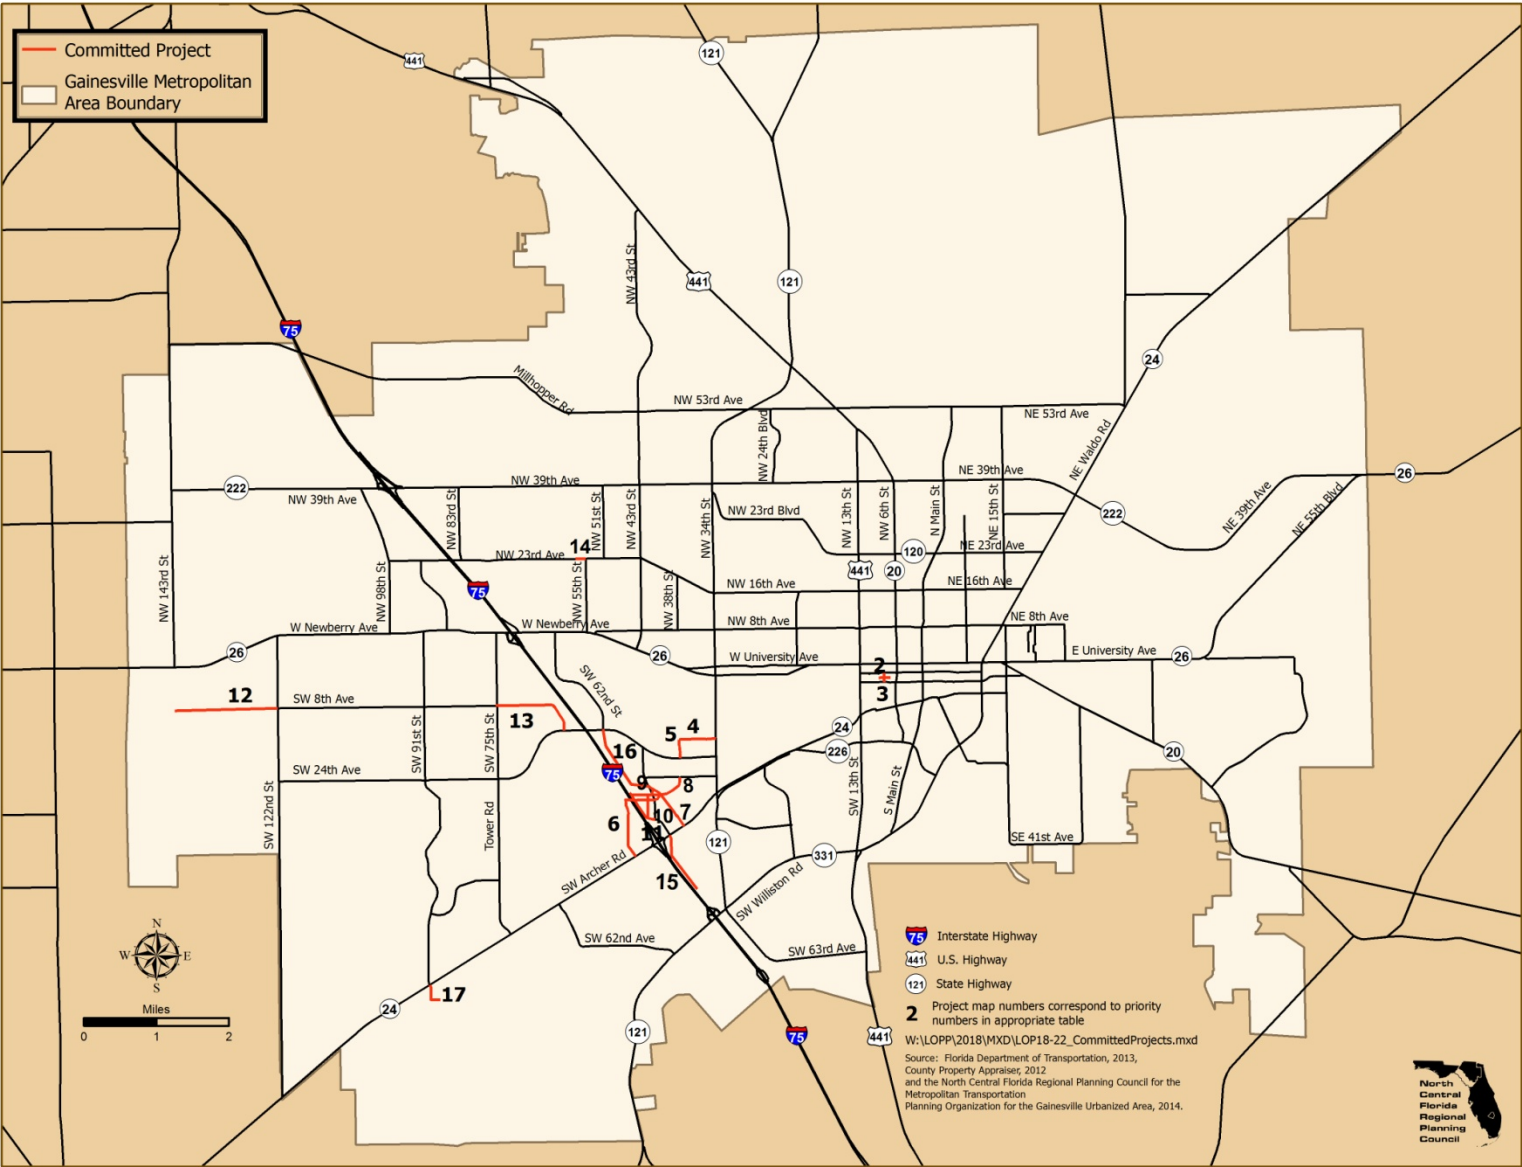 Committed Project
Gainesville Metropolitan
Area Boundary
441
121
NW 43rd St
441
121
75
24
Millhopper Rd
NW 53rd Ave
NE 53rd Ave
NW 24th Blvd
NE Waldo Rd
222
NW 39th Ave
NW 39th Ave
NE 39th Ave
26
NW 83rd St
NW 51st St
NW 43rd St
NW 34th St
NW 23rd Blvd
NW 13th St
NW 6th St
N Main St
NE 15th St
222
NE 39th Ave
NE 55th Blvd
14
NW 23rd Ave
120
NE 23rd Ave
441
20
NW 143rd St
NW 98th St
75
NW 55th St
NW 38th St
NW 16th Ave
NE 16th Ave
W Newberry Ave
W Newberry Ave
NW 8th Ave
NE 8th Ave
26
26
W University Ave
E University Ave
26
2
3
12
SW 8th Ave
13
SW 62nd St
5
4
24
226
20
SW 91st St
SW 75th St
16
75
SW 24th Ave
9
8
SW 122nd St
Tower Rd
6
10
7
11
SW 13th St
S Main St
121
331
SE 41st Ave
SW Archer Rd
15
SW Williston Rd
SW 62nd Ave
SW 63rd Ave
17
24
121
75
441
N
W
E
S
Miles
0
1
2
75
Interstate Highway
441
U.S. Highway
121
State Highway
2
Project map numbers correspond to priority
numbers in appropriate table
W:\LOPP\2018\MXD\LOP18-22_CommittedProjects.mxd
Source: Florida Department of Transportation, 2013,
County Property Appraiser, 2012
and the North Central Florida Regional Planning Council for the
Metropolitan Transportation
Planning Organization for the Gainesville Urbanized Area, 2014.
North
Central
Florida
Regional
Planning
Council